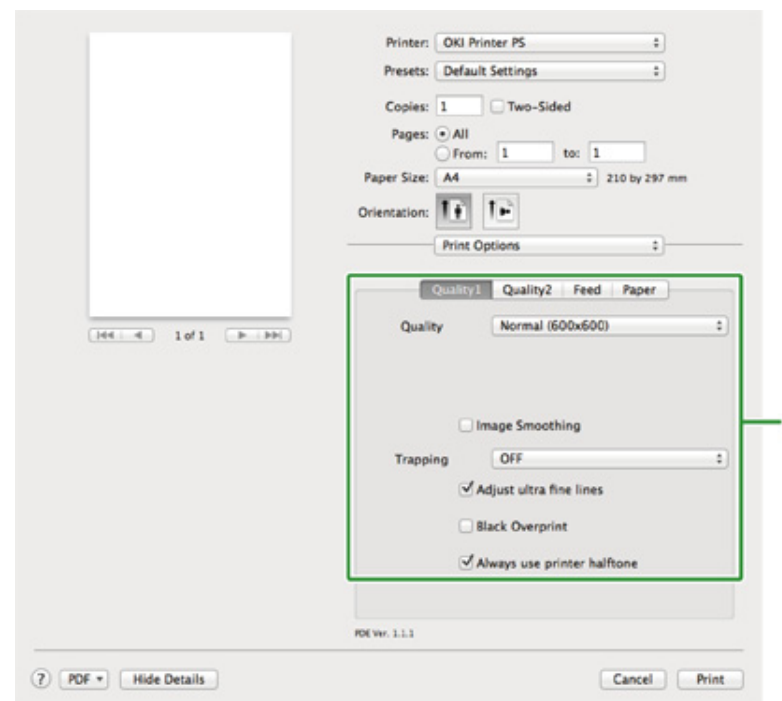 Printer: OKI Printer PS
Presets: Default Settings
Copies: 1 Two-Sided
Pages: All
From: 1 to: 1
Paper Size: A4 210 by 297 mm
Orientation:
Print Options
Quality1 Quality2 Feed Paper
1 of 1
Quality Normal (600x600)
Image Smoothing
Trapping OFF
Adjust ultra fine lines
Black Overprint
Always use printer halftone
PDE Ver. 1.1.1
? PDF Hide Details Cancel Print